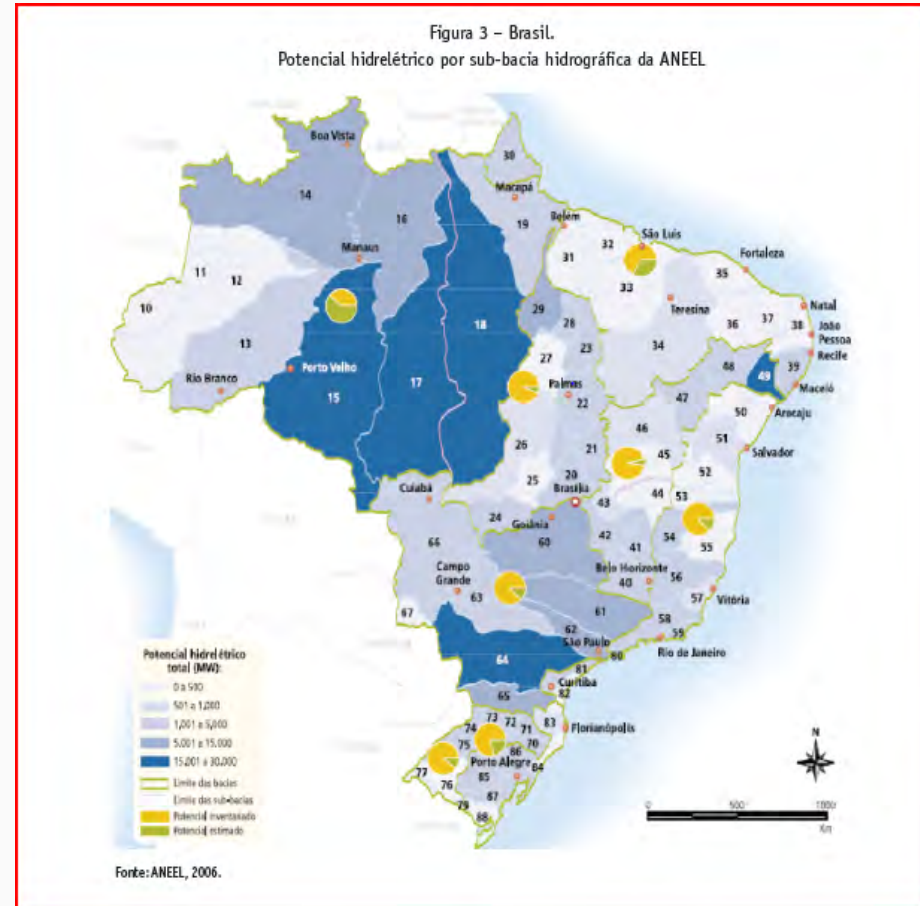 Figura 3 – Brasil.
Potencial hidrelétrico por sub-bacia hidrográfica da ANEEL
Boa Vista
30
14
Macapá
16
19
Belém
São Luis
Manaus
32
31
Fortaleza
11
12
35
33
10
18
Teresina
Natal
29
28
36
37
38
João
Pessoa
13
27
23
34
Recife
Porto Velho
17
48
49
39
Rio Branco
Palmas
47
Maceió
15
22
50
Aracaju
46
26
21
45
51
Salvador
25
20
52
Cuiabá
Brasília
44
43
53
24
Goiânia
42
41
54
55
66
60
Belo Horizonte
Campo
Grande
40
56
63
57
Vitória
67
61
58
62
59
São Paulo
80
Rio de Janeiro
64
81
Curitiba
82
65
73
72
83
Florianópolis
74
71
75
70
86
77
Porto Alegre
84
76
85
79
87
88
Potencial hidrelétrico
total (MW):
0 a 500
501 a 1,000
1,001 a 5,000
5,001 a 15,000
15,001 a 30,000
Limite das bacias
Limite das sub-bacias
Potencial inventariado
Potencial estimado
N
0 500 1000
Km
Fonte: ANEEL, 2006.